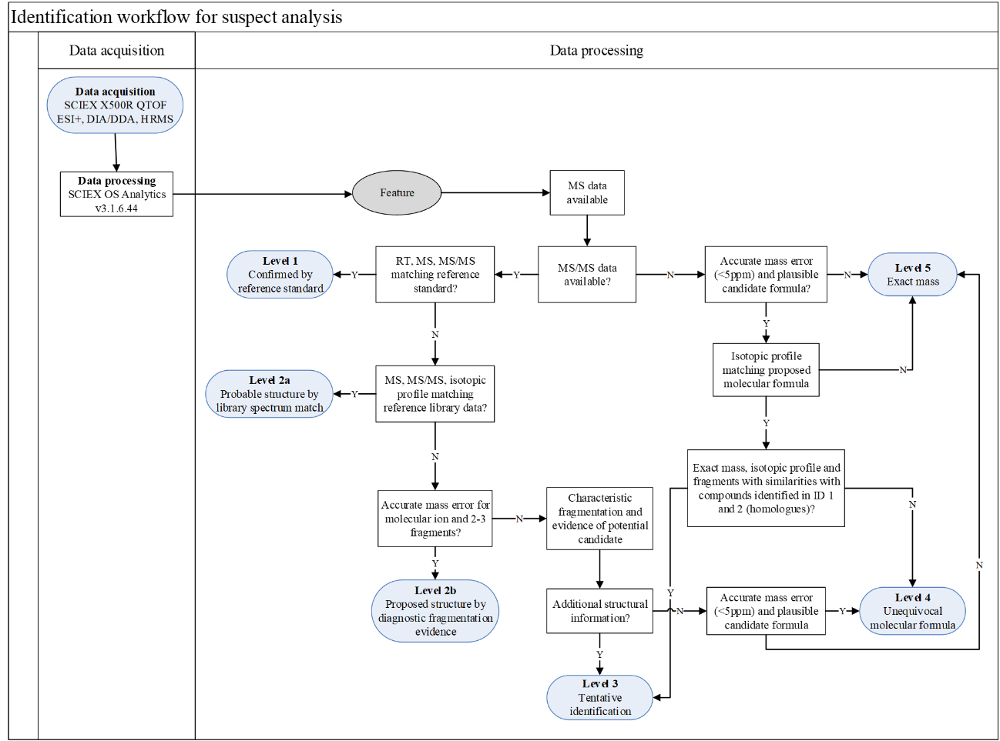 Identification workflow for suspect analysis
Data acquisition
Data processing
Data acquisition
SCIEX X500R QTOF
ESI+, DIA/DDA, HRMS
Data processing
SCIEX OS Analytics
v3.1.6.44
Feature
MS data
available
Level 1
Confirmed by
reference standard
Y
RT, MS, MS/MS
matching reference
standard?
Y
MS/MS data
available?
N
Accurate mass error
(<5ppm) and plausible
candidate formula?
N
Level 5
Exact mass
N
Y
Isotopic profile
matching proposed
molecular formula
N
Level 2a
Probable structure by
library spectrum match
Y
MS, MS/MS, isotopic
profile matching
reference library data?
N
Y
Exact mass, isotopic profile and
fragments with similarities with
compounds identified in ID 1
and 2 (homologues)?
N
Accurate mass error for
molecular ion and 2-3
fragments?
N
Characteristic
fragmentation and
evidence of potential
candidate
Y
Level 2b
Proposed structure by
diagnostic fragmentation
evidence
Additional structural
information?
Y
N
Accurate mass error
(<5ppm) and plausible
candidate formula
Y
Level 4
Unequivocal
molecular formula
N
Y
Level 3
Tentative
identification